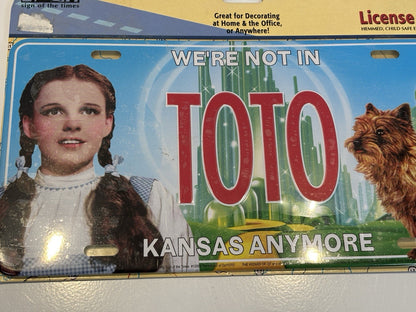 sign of the times
Great for Decorating
at Home & the Office,
or Anywhere!
License
HEMMED, CHILD SAFE E
WE'RE NOT IN
TOTO
KANSAS ANYMORE